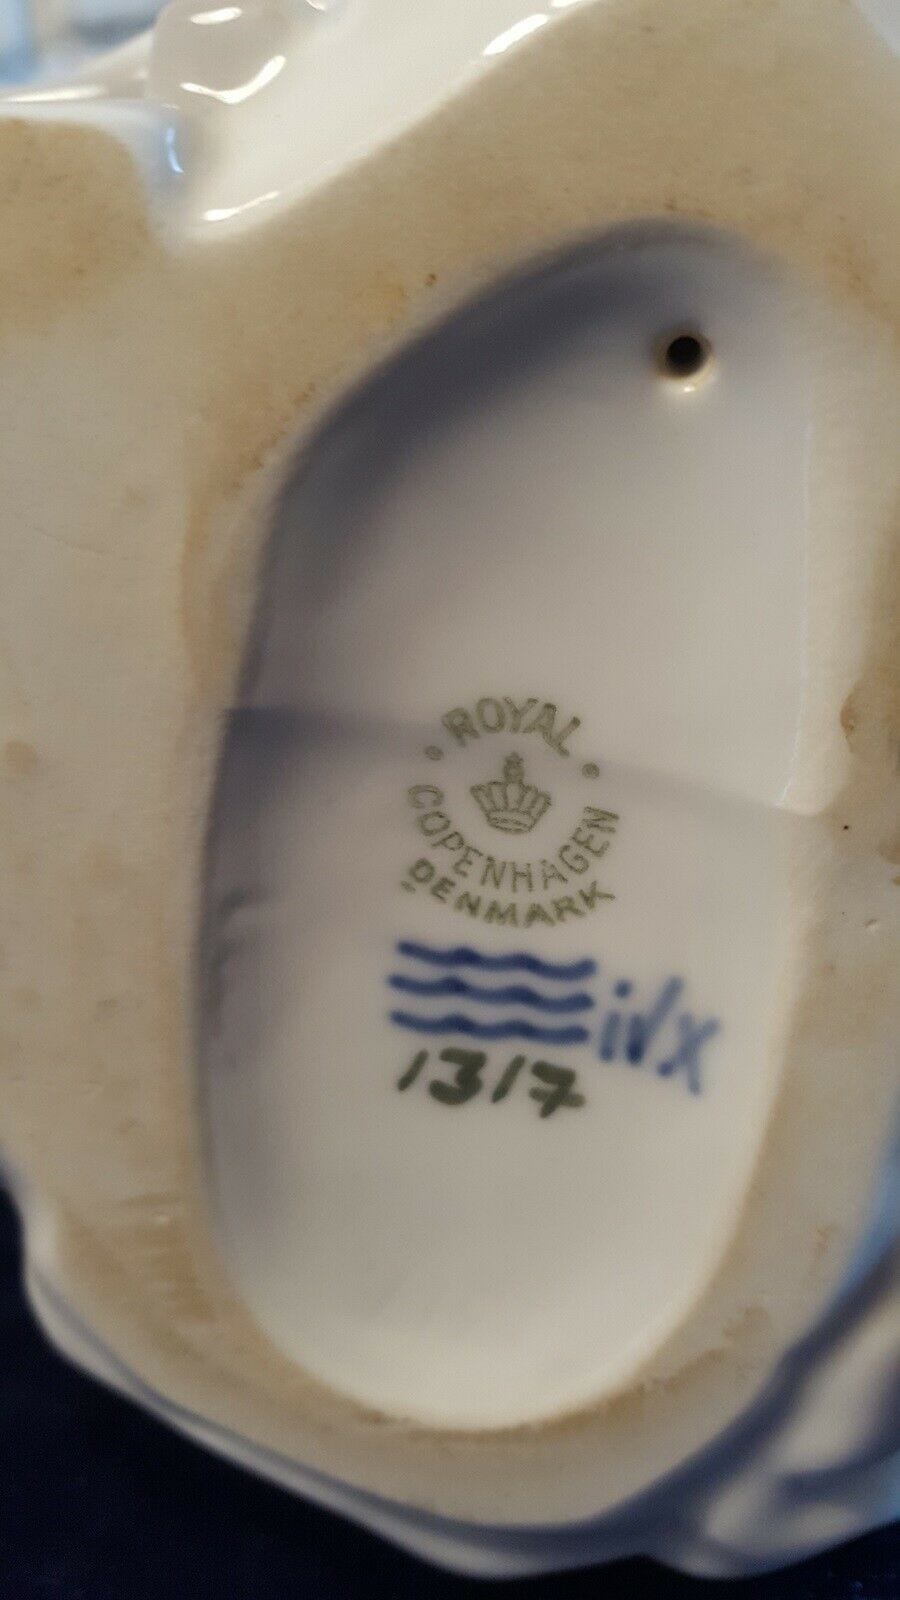 ROYAL
COPENHAGEN
DENMARK
1317